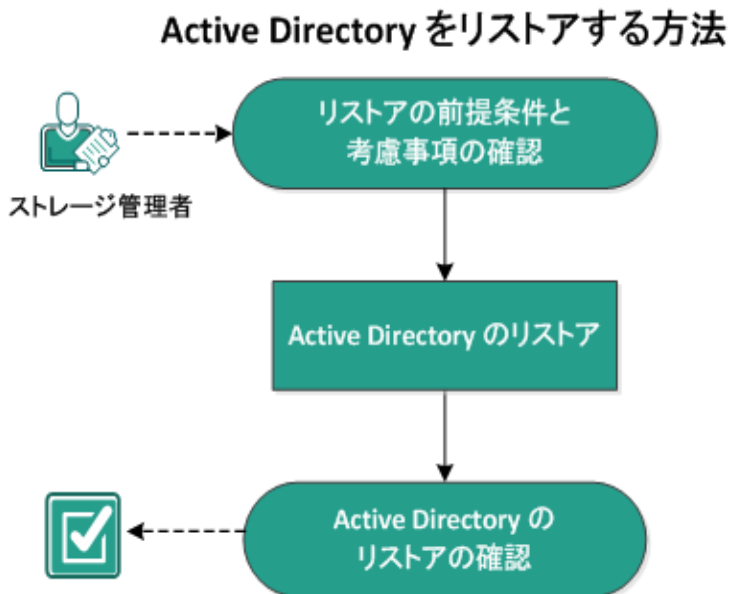 Active Directory をリストアする方法
リストアの前提条件と
考慮事項の確認
ストレージ管理者
Active Directory のリストア
Active Directory の
リストアの確認